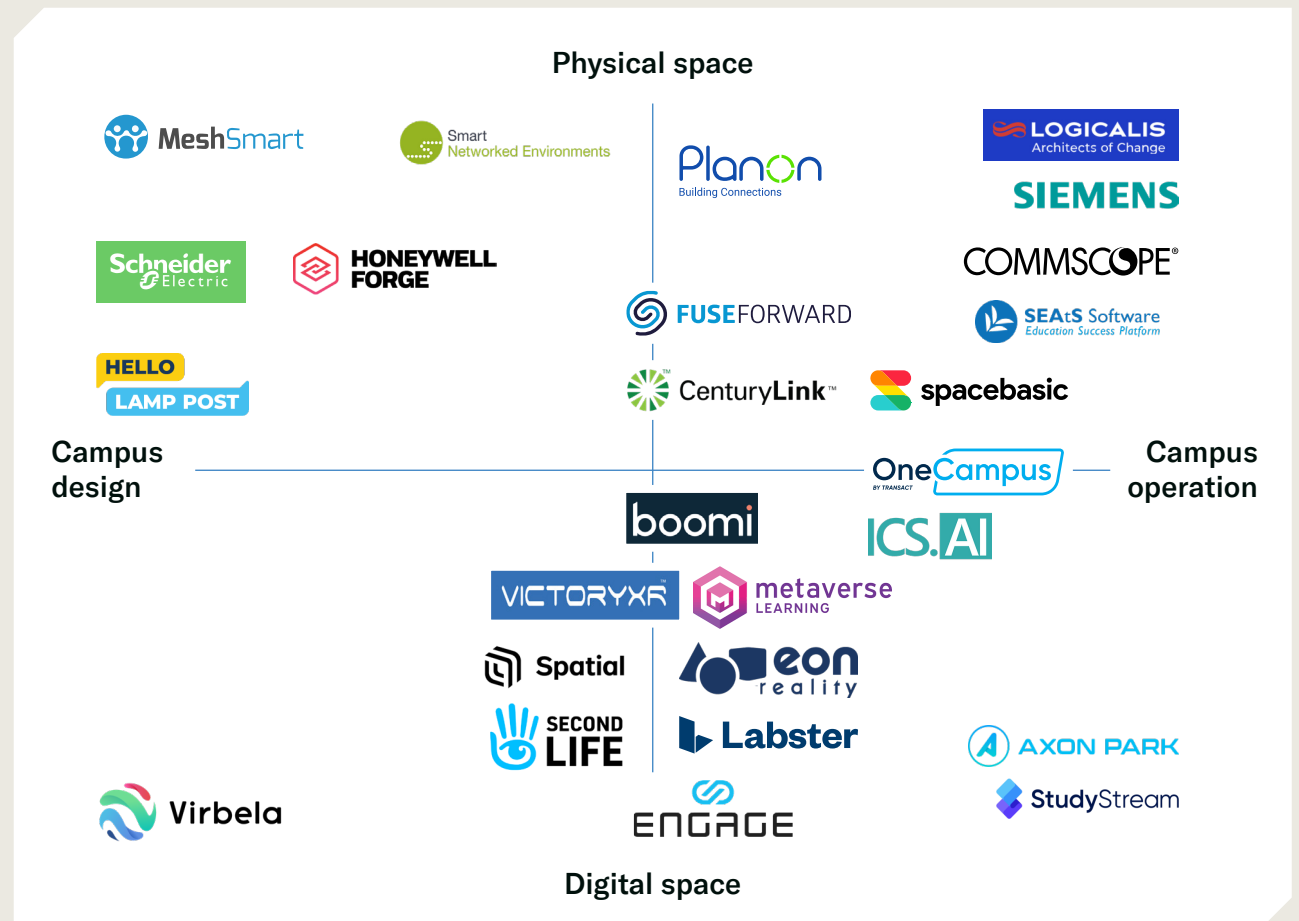 Physical space
MeshSmart
Smart
Networked Environments
Planon
Building Connections
LOGICALIS
Architects of Change
SIEMENS
Schneider
Electric
HONEYWELL
FORGE
COMMSCOPE®
FUSEFORWARD
SEAtS Software
Education Success Platform
HELLO
LAMP POST
CenturyLink™
spacebasic
Campus
design
OneCampus
BY TRANSACT
Campus
operation
boomi
ICS.AI
VICTORYXR™
metaverse
LEARNING
Spatial
eon
reality
SECOND
LIFE
Labster
AXON PARK
Virbela
ENGAGE
StudyStream
Digital space